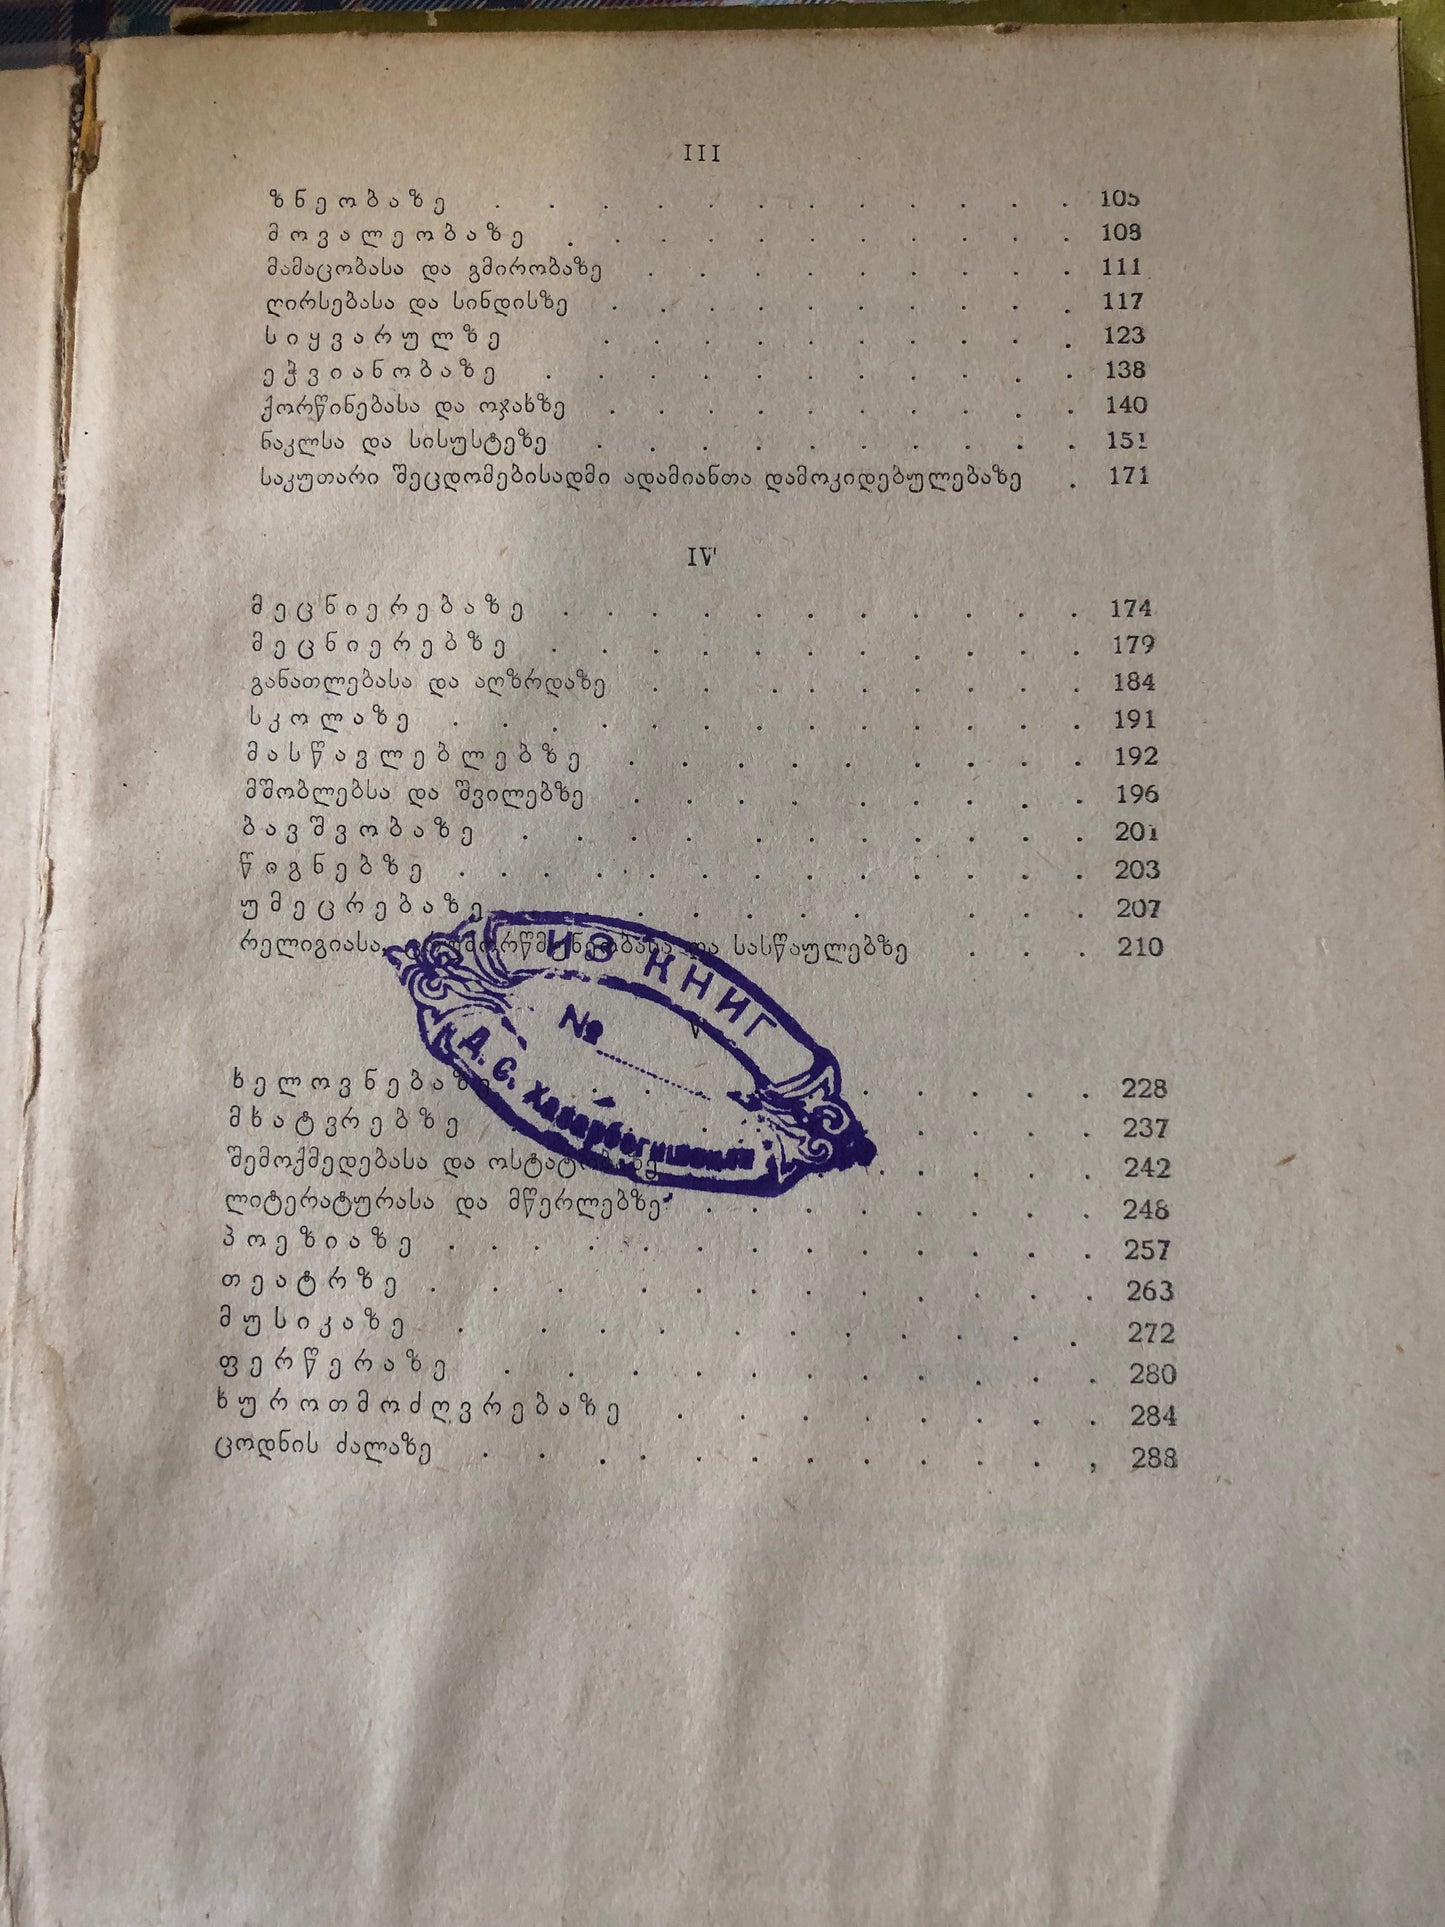 III
ზნეობაზე . . . . . . . . . . . . 105
მოვალეობაზე . . . . . . . . . . 108
მამაცობასა და გმირობაზე . . . . . . . . . 111
ღირსებასა და სინდისზე . . . . . . . . . . 117
სიყვარულზე . . . . . . . . . . 123
ეჭვიანობაზე . . . . . . . . . . . 138
ქორწინებასა და ოჯახზე . . . . . . . . . . 140
ნაკლსა და სისუსტეზე . . . . . . . . . . 151
საკუთარი შეცდომებისადმი ადამიანთა დამოკიდებულებაზე . 171
IV
მეცნიერებაზე . . . . . . . . . . 174
მეცნიერებზე . . . . . . . . . . . 179
განათლებასა და აღზრდაზე . . . . . . . . . 184
სკოლაზე . . . . . . . . . . . . . 191
მასწავლებლებზე . . . . . . . . . 192
მშობლებსა და შვილებზე . . . . . . . . . 196
ბავშვობაზე . . . . . . . . . . . 201
წიგნებზე . . . . . . . . . . . . . 203
უმეცრებაზე . . . . . . . . 207
რელიგიასა, სასწაულებზე . . . 210
ИЗ КНИГ
№
V
Д. С.
ხელოვნებაზე . . . . . . . 228
მხატვრებზე . . . . . . 237
შემოქმედებასა და . . . . . 242
ლიტერატურასა და მწერლებზე . . . . . . . . 248
პოეზიაზე . . . . . . . . . . . . . 257
თეატრზე . . . . . . . . . . . . 263
მუსიკაზე . . . . . . . . . . . 272
ფერწერაზე . . . . . . . . . . . 280
ხუროთმოძღვრებაზე . . . . . . . . 284
ცოდნის ძალაზე . . . . . . . . . . . , 288